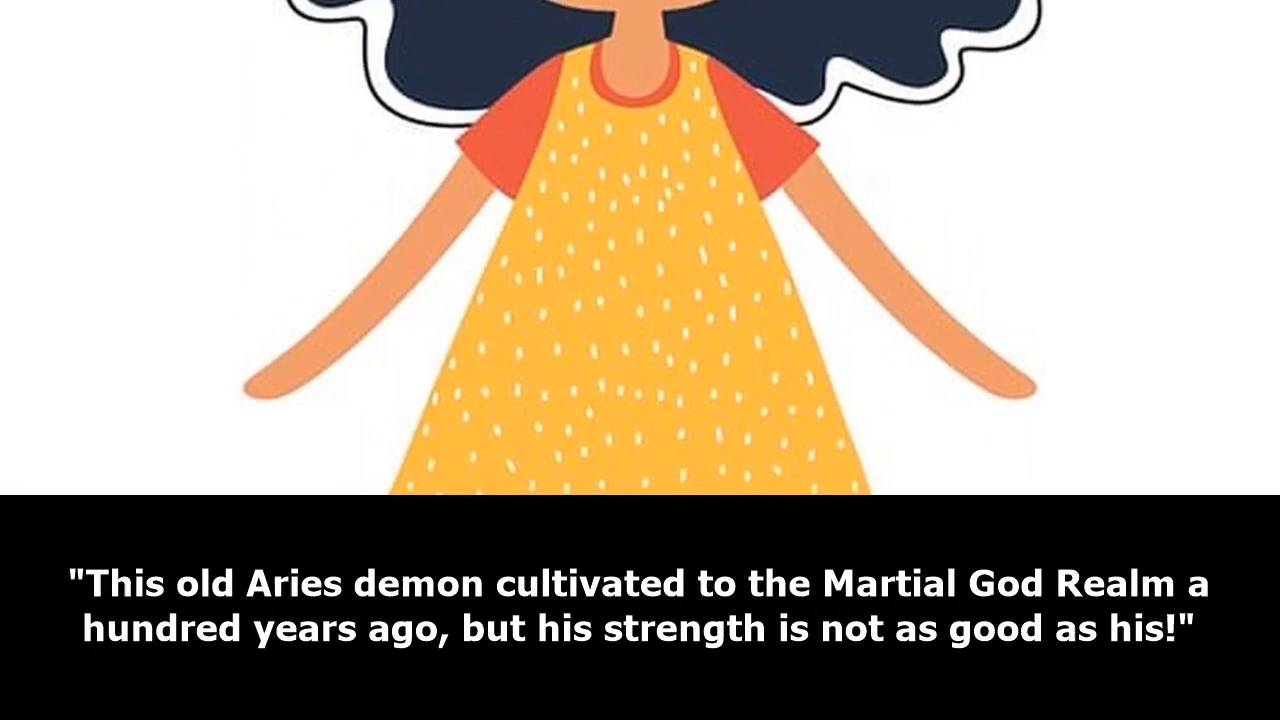 "This old Aries demon cultivated to the Martial God Realm a
hundred years ago, but his strength is not as good as his!"